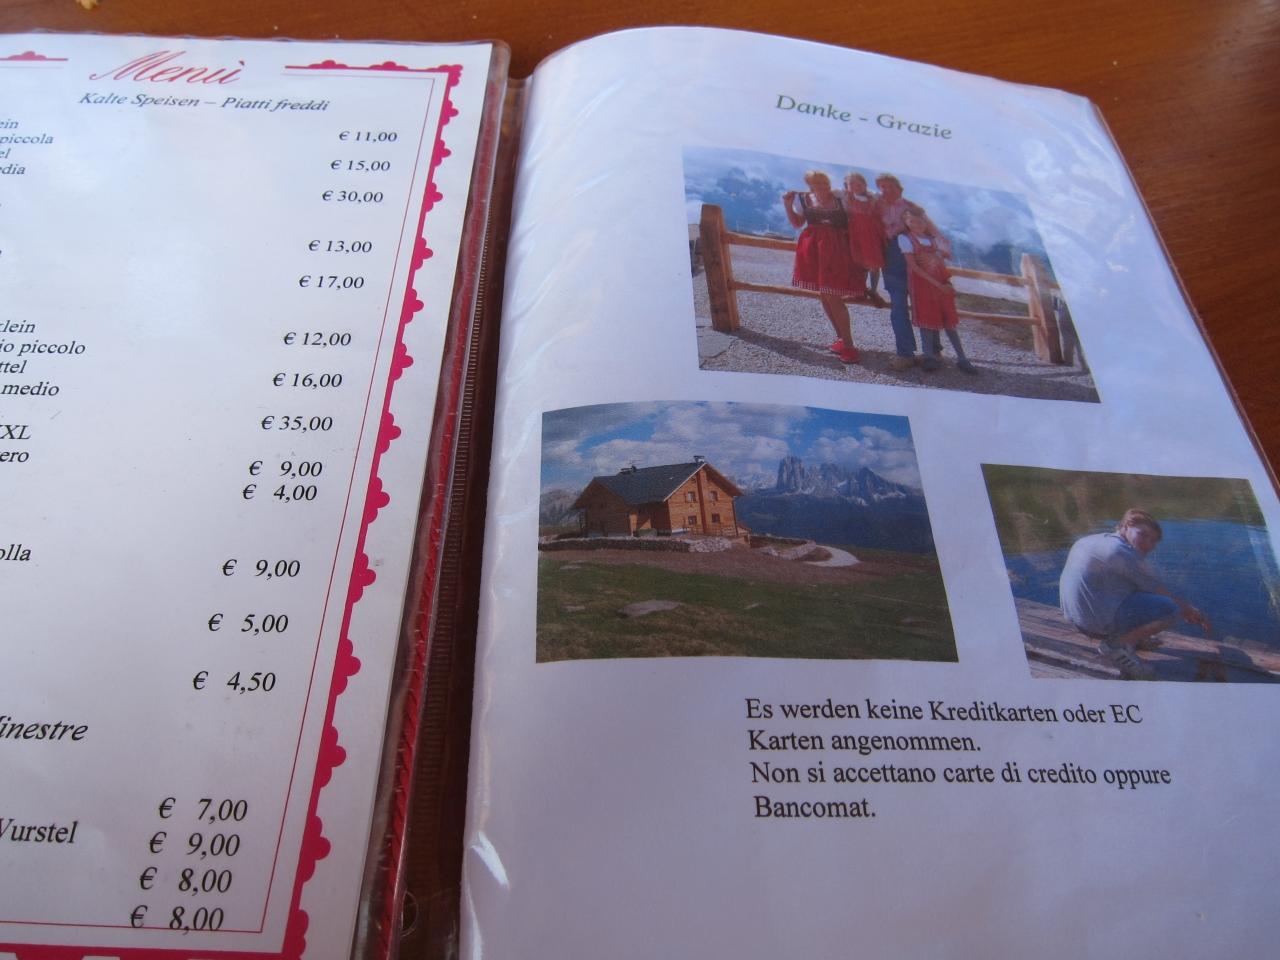 Menù
Kalte Speisen – Piatti freddi
€ 11,00
piccola
€ 15,00
€ 30,00
€ 13,00
€ 17,00
piccolo
€ 12,00
medio
€ 16,00
€ 35,00
€ 9,00
€ 4,00
€ 9,00
€ 5,00
€ 4,50
€ 7,00
€ 9,00
€ 8,00
€ 8,00
Danke - Grazie
Es werden keine Kreditkarten oder EC
Karten angenommen.
Non si accettano carte di credito oppure
Bancomat.